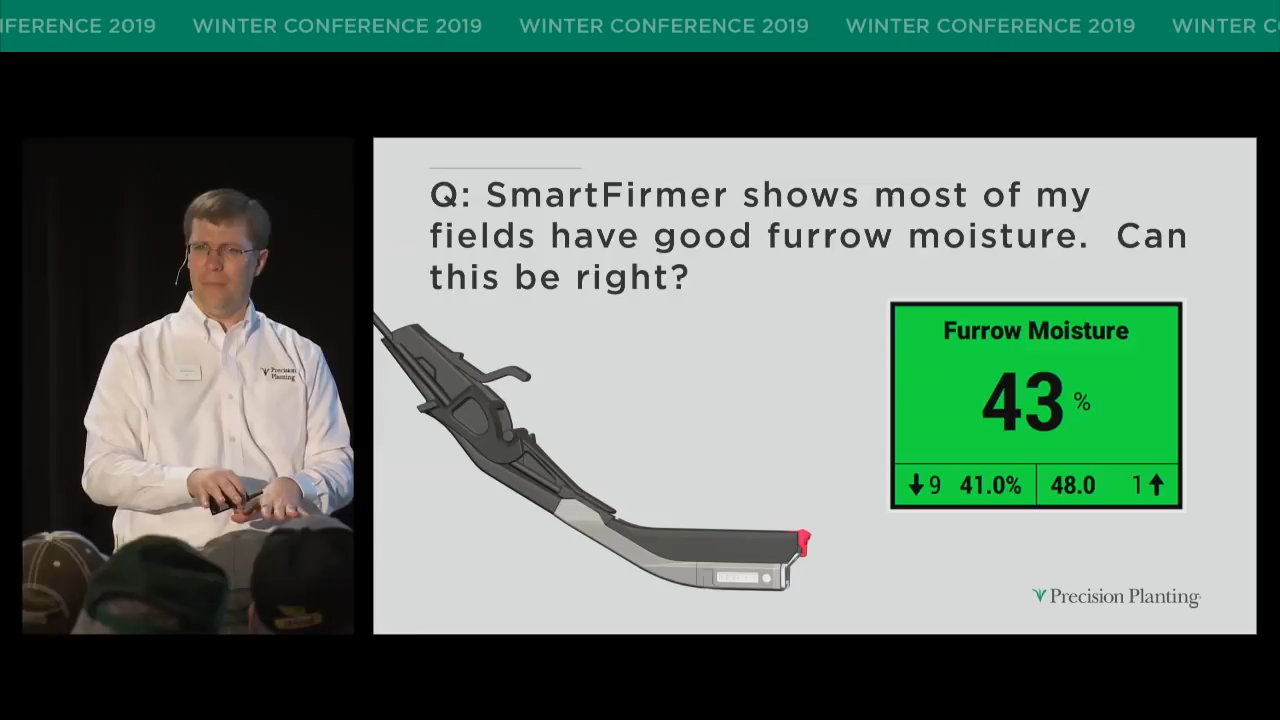 NFERENCE 2019 WINTER CONFERENCE 2019 WINTER CONFERENCE 2019 WINTER CONFERENCE 2019 WINTER C
Q: SmartFirmer shows most of my
fields have good furrow moisture. Can
this be right?
Furrow Moisture
43 %
↓9 41.0% 48.0 1↑
Precision
Planting
Precision Planting